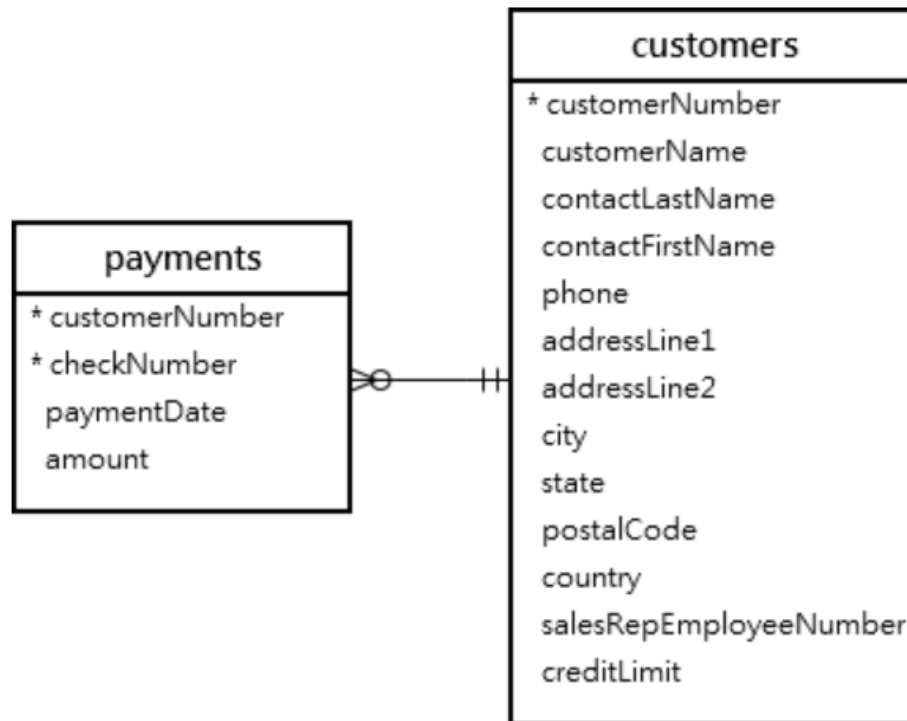 payments
* customerNumber
* checkNumber
paymentDate
amount
customers
* customerNumber
customerName
contactLastName
contactFirstName
phone
addressLine1
addressLine2
city
state
postalCode
country
salesRepEmployeeNumber
creditLimit